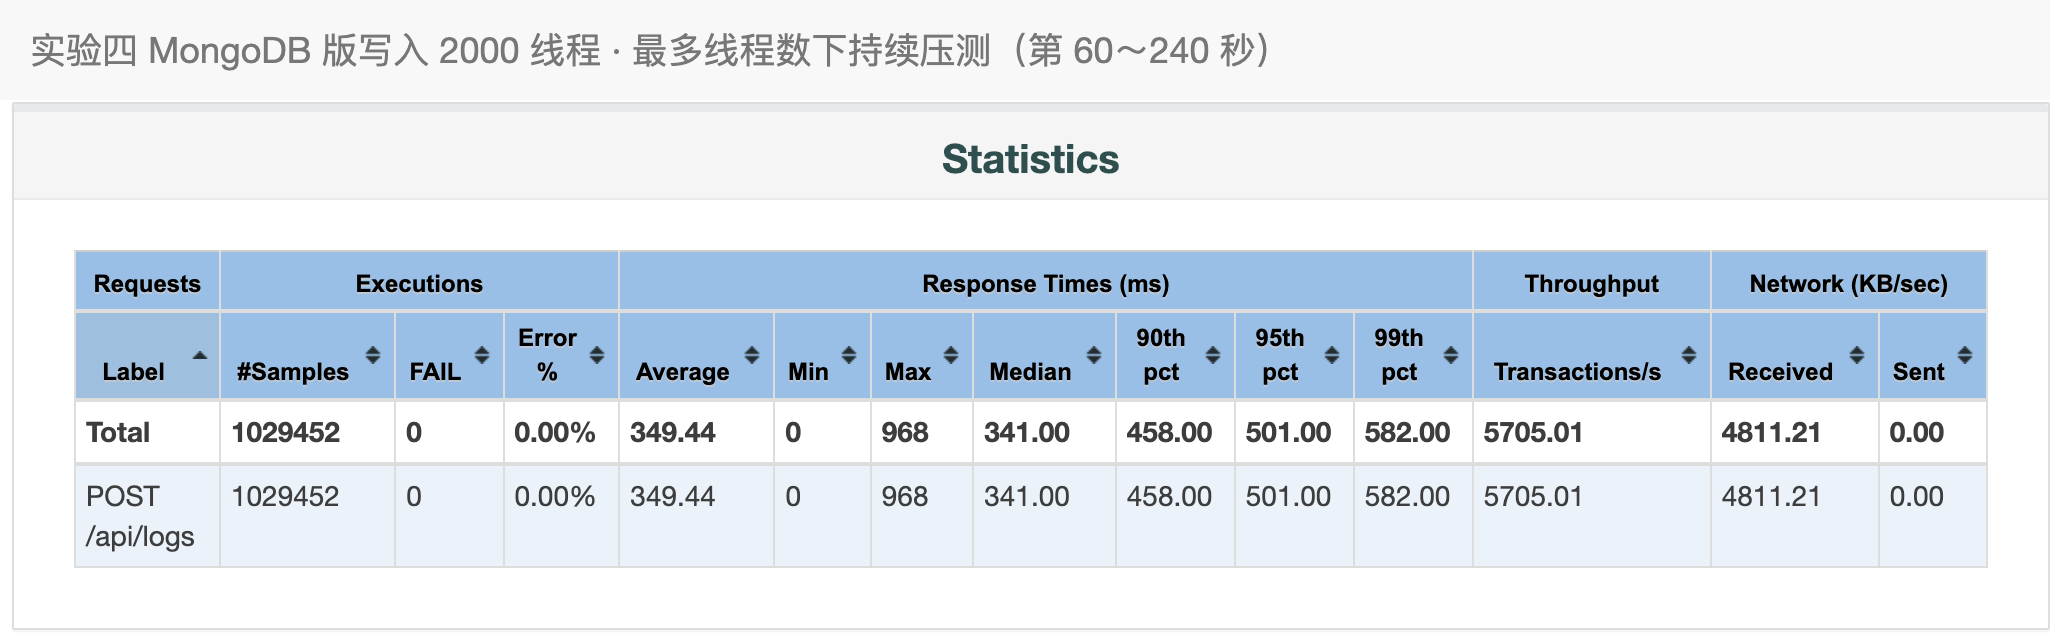 实验四 MongoDB 版写入 2000 线程 · 最多线程数下持续压测（第 60～240 秒）
Statistics
Requests Executions Response Times (ms) Throughput Network (KB/sec)
Label #Samples FAIL Error % Average Min Max Median 90th pct 95th pct 99th pct Transactions/s Received Sent
Total 1029452 0 0.00% 349.44 0 968 341.00 458.00 501.00 582.00 5705.01 4811.21 0.00
POST /api/logs 1029452 0 0.00% 349.44 0 968 341.00 458.00 501.00 582.00 5705.01 4811.21 0.00